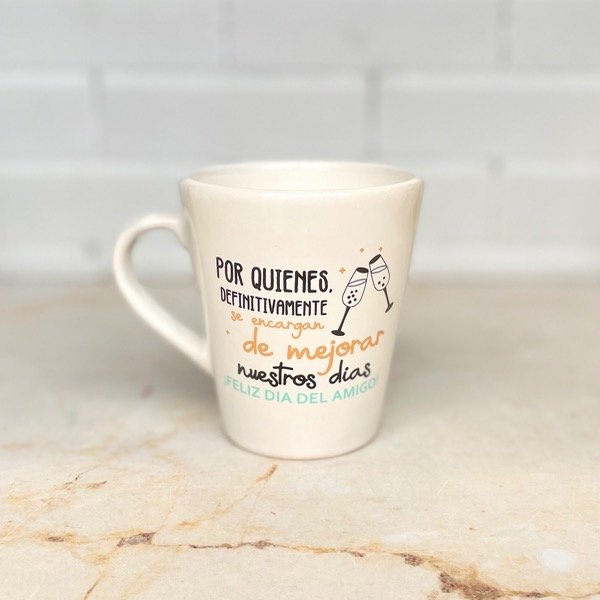 POR QUIENES,
DEFINITIVAMENTE
se encargan
de mejorar
nuestros dias
¡FELIZ DIA DEL AMIGO!